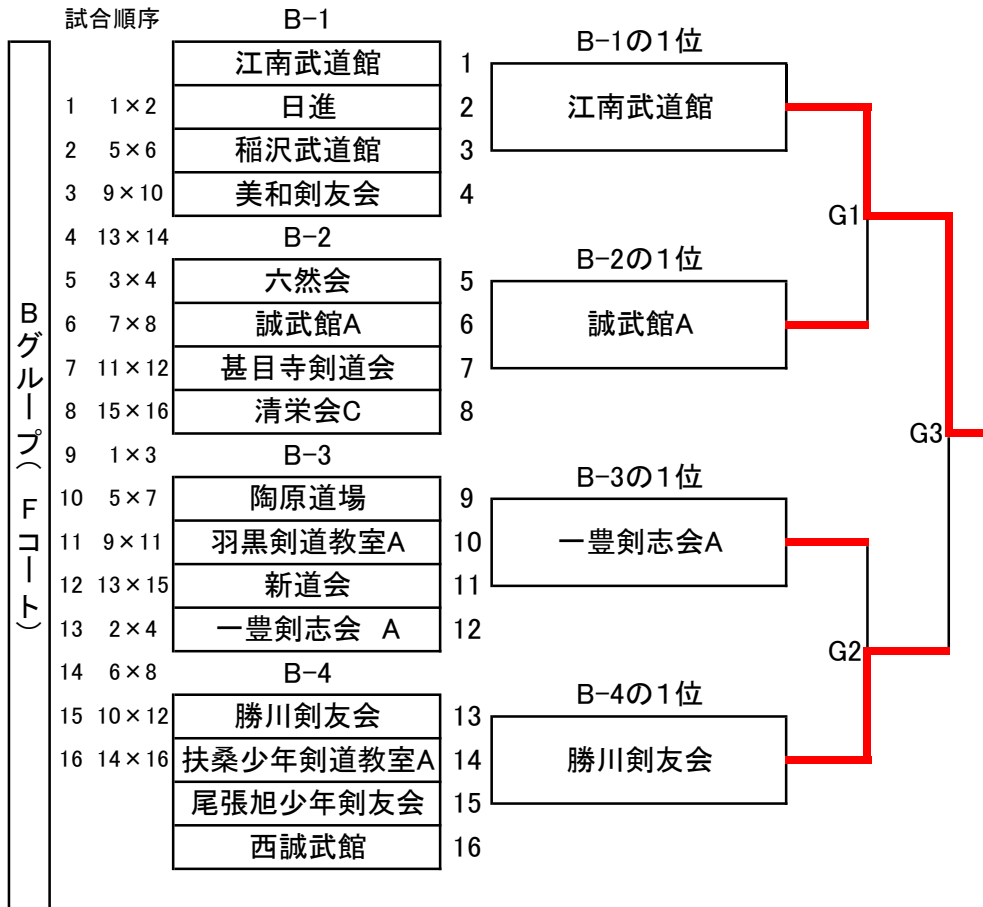 試合順序 B-1
B-1の1位
江南武道館 1
江南武道館
1 1×2 日進 2
2 5×6 稲沢武道館 3
3 9×10 美和剣友会 4
G1
4 13×14 B-2
B-2の1位
5 3×4 六然会 5
6 7×8 誠武館A 6
誠武館A
7 11×12 甚目寺剣道会 7
8 15×16 清栄会C 8
G3
9 1×3 B-3
B-3の1位
10 5×7 陶原道場 9
11 9×11 羽黒剣道教室A 10
一豊剣志会A
12 13×15 新道会 11
13 2×4 一豊剣志会 A 12
G2
14 6×8 B-4
B-4の1位
15 10×12 勝川剣友会 13
16 14×16 扶桑少年剣道教室A 14
勝川剣友会
尾張旭少年剣友会 15
西誠武館 16
Bグループ(Fコート)